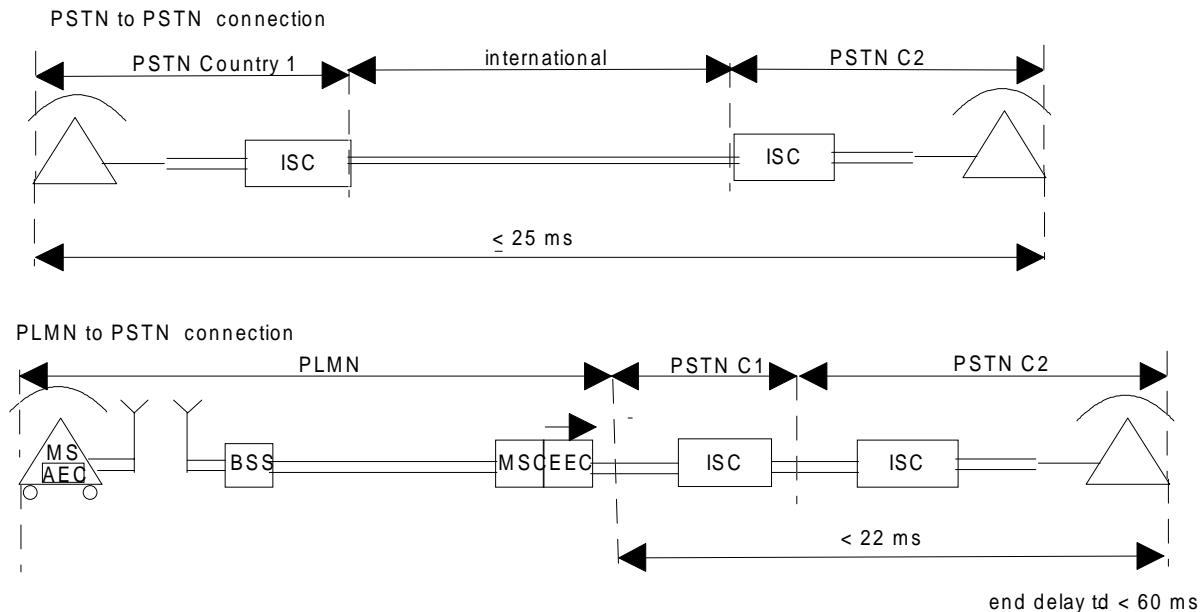 PSTN to PSTN connection
PSTN Country 1
international
PSTN C2
ISC
ISC
≤ 25 ms
PLMN to PSTN connection
PLMN
PSTN C1
PSTN C2
MS
AEC
BSS
MSC
EEC
ISC
ISC
< 22 ms
end delay td < 60 ms